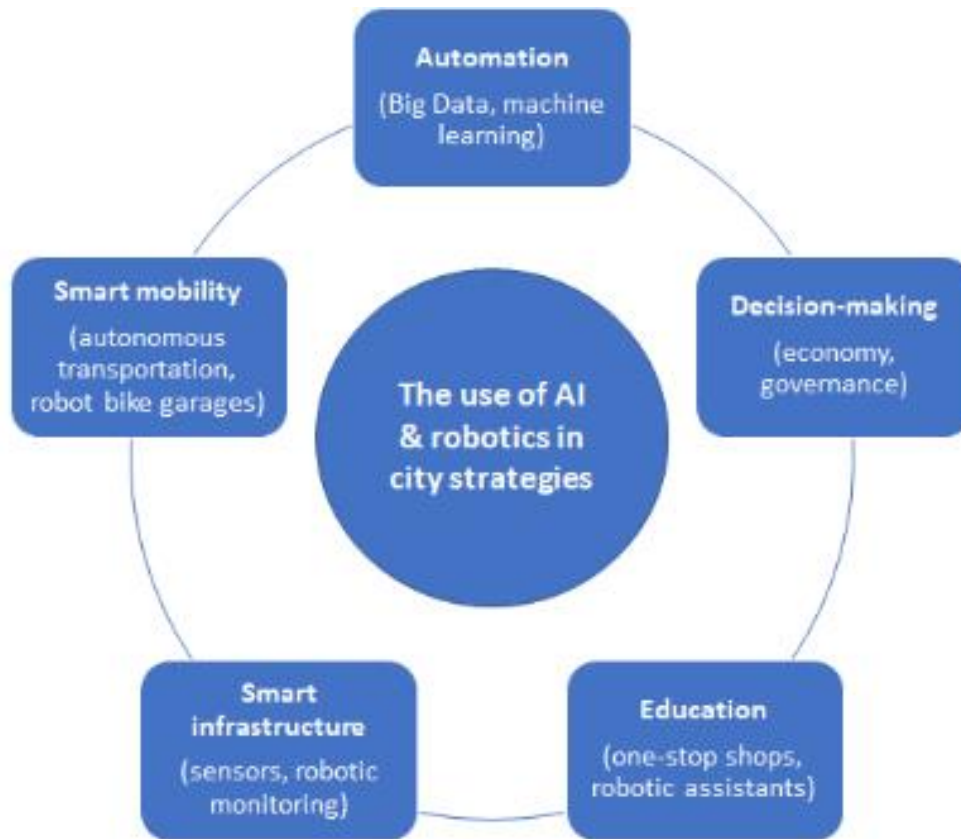 Automation
(Big Data, machine
learning)
Smart mobility
(autonomous
transportation,
robot bike garages)
Decision-making
(economy,
governance)
The use of AI
& robotics in
city strategies
Smart
infrastructure
(sensors, robotic
monitoring)
Education
(one-stop shops,
robotic assistants)